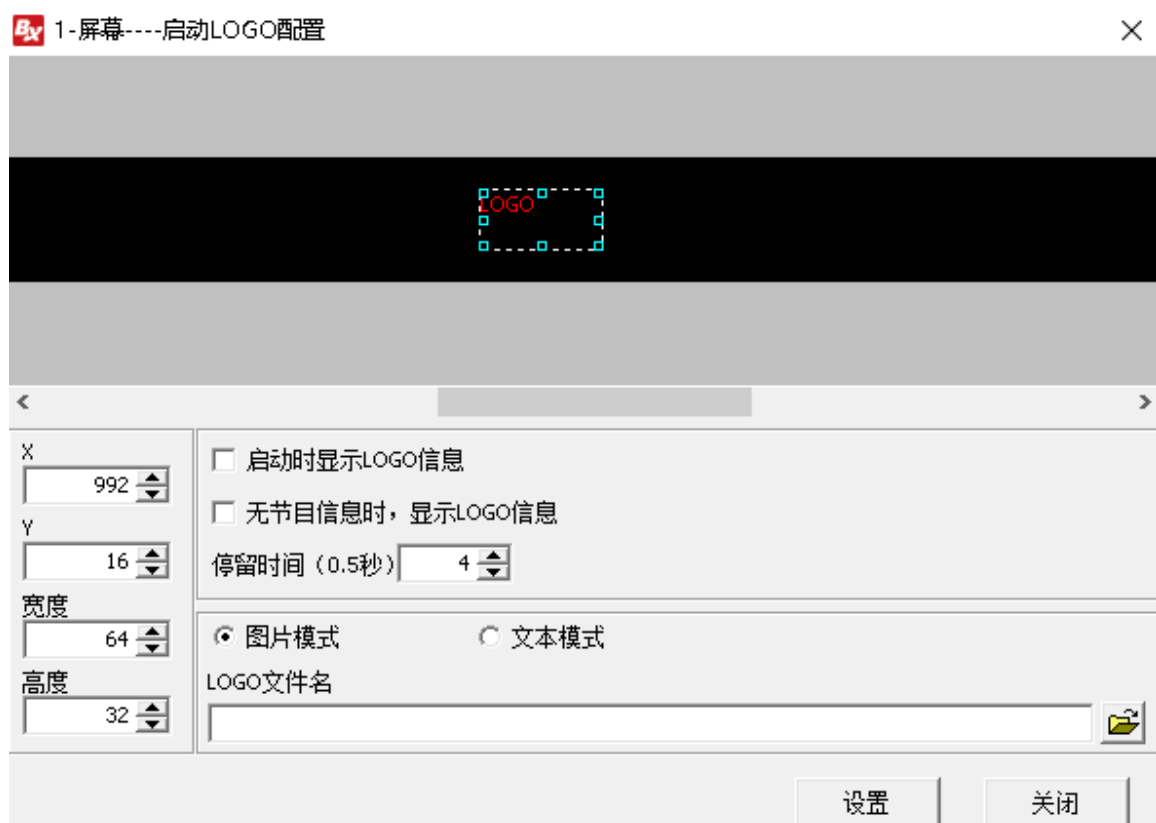 BX 1-屏幕----启动LOGO配置
LOGO
X
992
Y
16
宽度
64
高度
32
启动时显示LOGO信息
无节目信息时，显示LOGO信息
停留时间（0.5秒） 4
图片模式 文本模式
LOGO文件名
设置 关闭